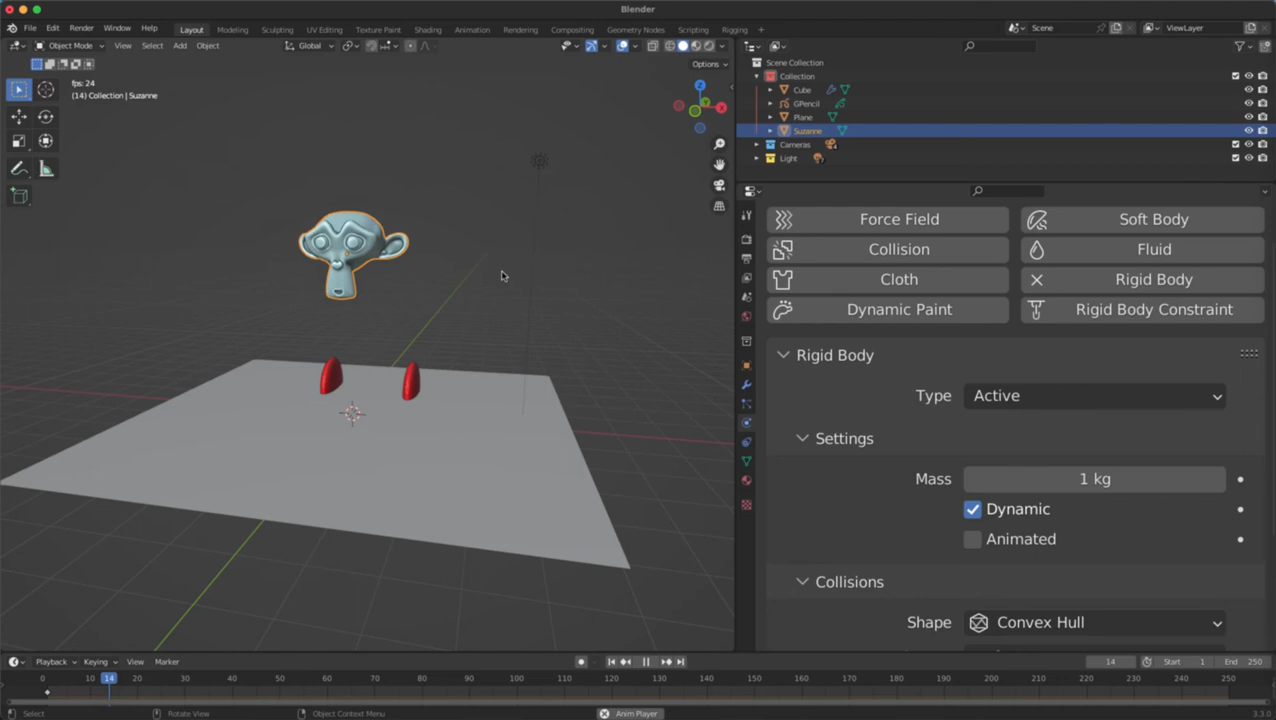 Blender
File Edit Render Window Help Layout Modeling Sculpting UV Editing Texture Paint Shading Animation Rendering Compositing Geometry Nodes Scripting Rigging + Scene ViewLayer
Object Mode View Select Add Object Global
Options
fps: 24
(14) Collection | Suzanne
Z
Y
X
Scene Collection
Collection
Cube
GPencil
Plane
Suzanne
Cameras
Light
Force Field Soft Body
Collision Fluid
Cloth Rigid Body
Dynamic Paint Rigid Body Constraint
Rigid Body
Type Active
Settings
Mass 1 kg
Dynamic
Animated
Collisions
Shape Convex Hull
Playback Keying View Marker 14 Start 1 End 250
0 10 14 20 30 40 50 60 70 80 90 100 110 120 130 140 150 160 170 180 190 200 210 220 230 240 250
Select Rotate View Object Context Menu Anim Player 3.3.0